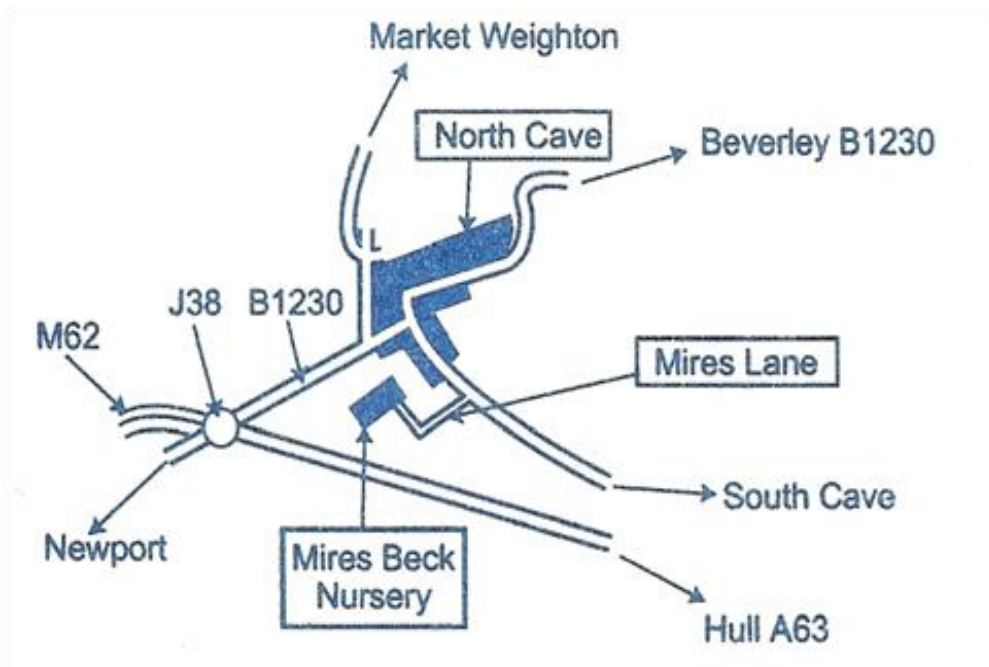 Market Weighton
North Cave
Beverley B1230
J38
B1230
M62
Mires Lane
South Cave
Newport
Mires Beck
Nursery
Hull A63